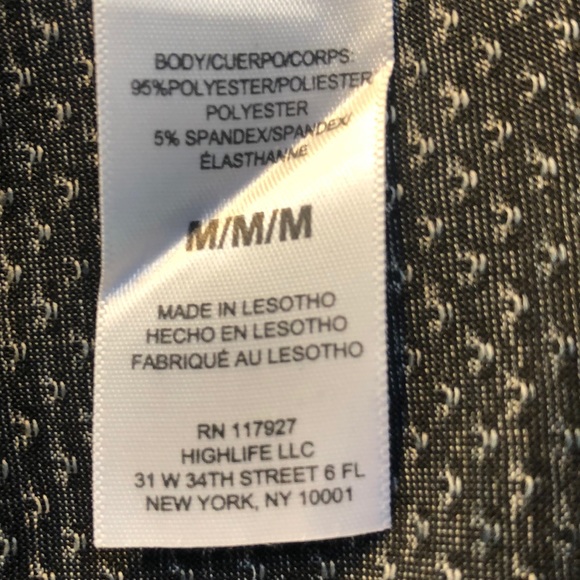 BODY/CUERPO/CORPS:
95%POLYESTER/POLIESTER
POLYESTER
5% SPANDEX/SPANDEX/
ÉLASTHANNE
M/M/M
MADE IN LESOTHO
HECHO EN LESOTHO
FABRIQUÉ AU LESOTHO
RN 117927
HIGHLIFE LLC
31 W 34TH STREET 6 FL
NEW YORK, NY 10001